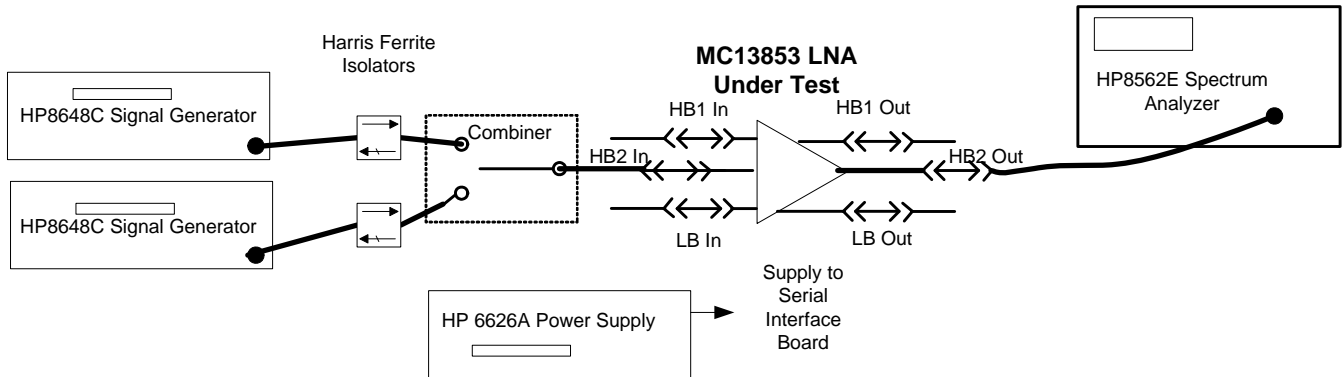 Harris Ferrite
Isolators
HP8648C Signal Generator
HP8648C Signal Generator
Combiner
MC13853 LNA
Under Test
HB1 In
HB1 Out
HB2 In
HB2 Out
LB In
LB Out
HP8562E Spectrum
Analyzer
HP 6626A Power Supply
Supply to
Serial
Interface
Board